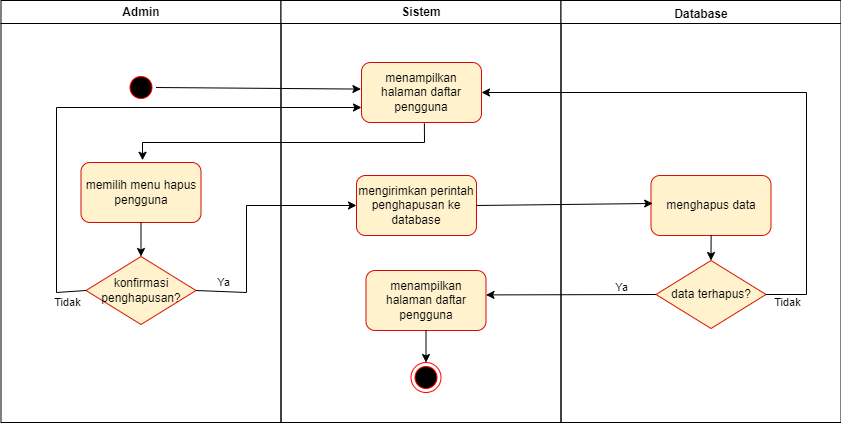 Admin
Sistem
Database
menampilkan
halaman daftar
pengguna
memilih menu hapus
pengguna
mengirimkan perintah
penghapusan ke
database
menghapus data
konfirmasi
penghapusan?
Ya
Tidak
menampilkan
halaman daftar
pengguna
Ya
data terhapus?
Tidak